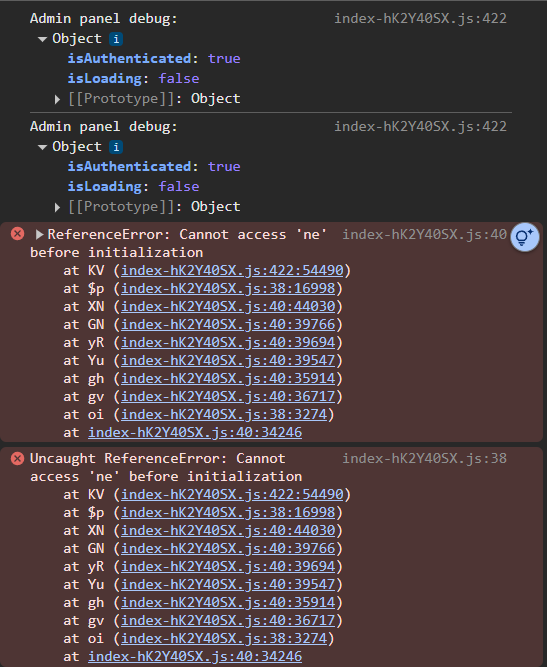 Admin panel debug: index-hK2Y40SX.js:422
Object i
isAuthenticated: true
isLoading: false
[[Prototype]]: Object
Admin panel debug: index-hK2Y40SX.js:422
Object i
isAuthenticated: true
isLoading: false
[[Prototype]]: Object
ReferenceError: Cannot access 'ne' index-hK2Y40SX.js:40
before initialization
at KV (index-hK2Y40SX.js:422:54490)
at $p (index-hK2Y40SX.js:38:16998)
at XN (index-hK2Y40SX.js:40:44030)
at GN (index-hK2Y40SX.js:40:39766)
at yR (index-hK2Y40SX.js:40:39694)
at Yu (index-hK2Y40SX.js:40:39547)
at gh (index-hK2Y40SX.js:40:35914)
at gv (index-hK2Y40SX.js:40:36717)
at oi (index-hK2Y40SX.js:38:3274)
at index-hK2Y40SX.js:40:34246
Uncaught ReferenceError: Cannot index-hK2Y40SX.js:38
access 'ne' before initialization
at KV (index-hK2Y40SX.js:422:54490)
at $p (index-hK2Y40SX.js:38:16998)
at XN (index-hK2Y40SX.js:40:44030)
at GN (index-hK2Y40SX.js:40:39766)
at yR (index-hK2Y40SX.js:40:39694)
at Yu (index-hK2Y40SX.js:40:39547)
at gh (index-hK2Y40SX.js:40:35914)
at gv (index-hK2Y40SX.js:40:36717)
at oi (index-hK2Y40SX.js:38:3274)
at index-hK2Y40SX.js:40:34246